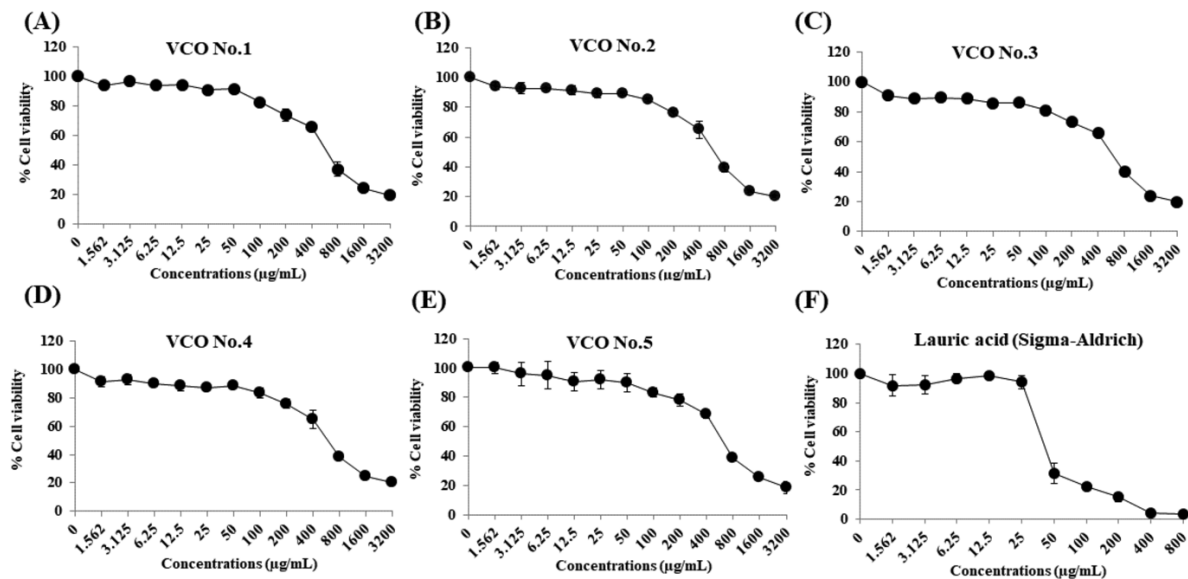 (A)
VCO No.1
% Cell viability
120
100
80
60
40
20
0
0 1.562 3.125 6.25 12.5 25 50 100 200 400 800 1600 3200
Concentrations (µg/mL)
(B)
VCO No.2
% Cell viability
120
100
80
60
40
20
0
0 1.562 3.125 6.25 12.5 25 50 100 200 400 800 1600 3200
Concentrations (µg/mL)
(C)
VCO No.3
% Cell viability
120
100
80
60
40
20
0
0 1.562 3.125 6.25 12.5 25 50 100 200 400 800 1600 3200
Concentrations (µg/mL)
(D)
VCO No.4
% Cell viability
120
100
80
60
40
20
0
0 1.562 3.125 6.25 12.5 25 50 100 200 400 800 1600 3200
Concentrations (µg/mL)
(E)
VCO No.5
% Cell viability
120
100
80
60
40
20
0
0 1.562 3.125 6.25 12.5 25 50 100 200 400 800 1600 3200
Concentrations (µg/mL)
(F)
Lauric acid (Sigma-Aldrich)
% Cell viability
120
100
80
60
40
20
0
0 1.562 3.125 6.25 12.5 25 50 100 200 400 800
Concentrations (µg/mL)